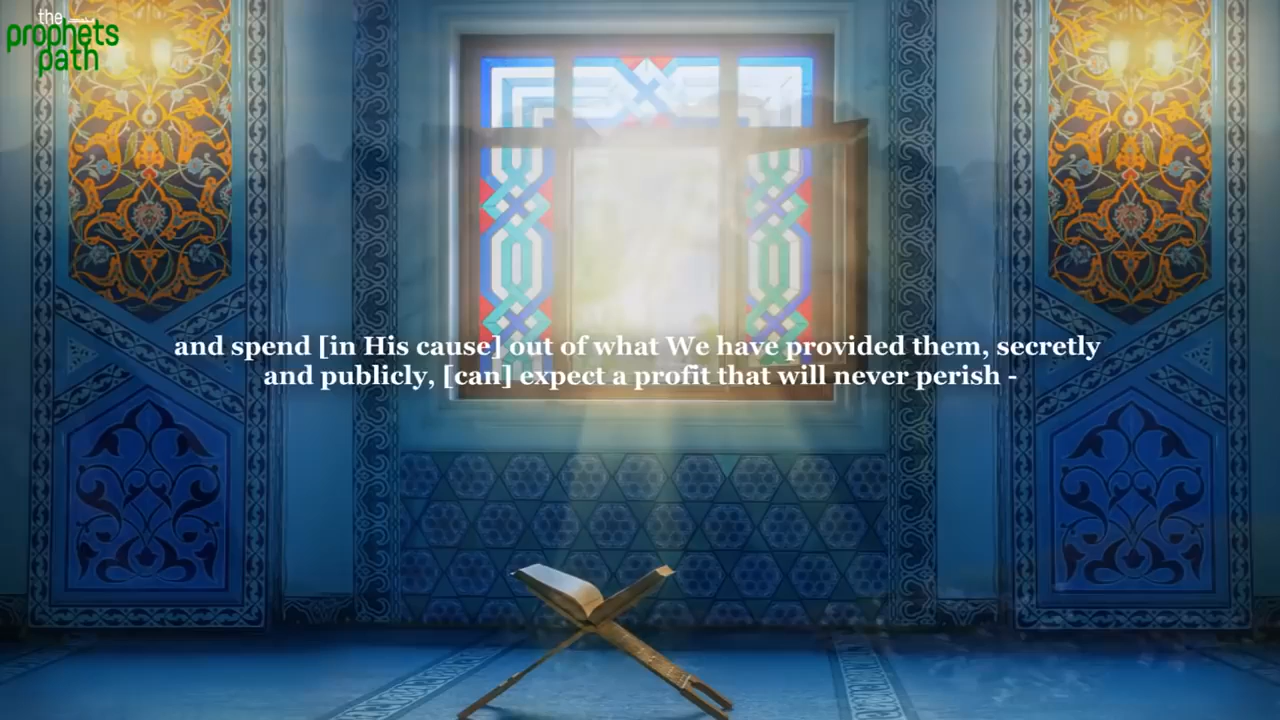 the
prophets
path
and spend [in His cause] out of what We have provided them, secretly
and publicly, [can] expect a profit that will never perish -